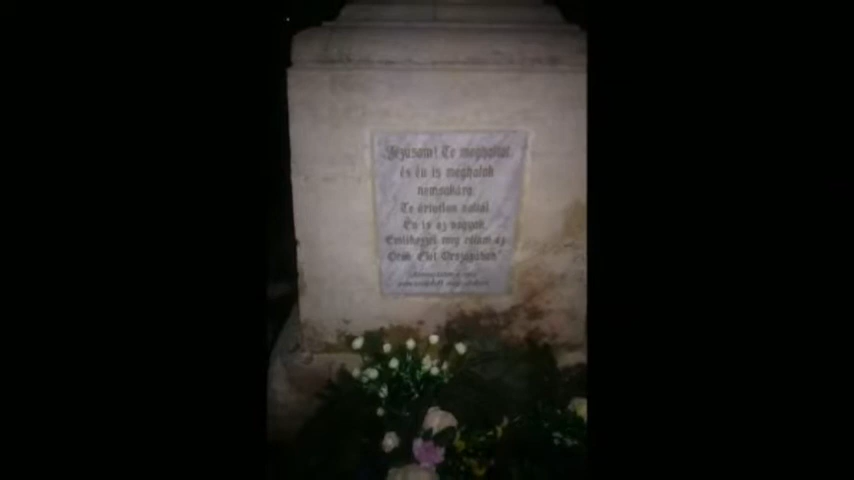 „Jézusom! Te meghaltál,
és én is meghalok
nemsokára.
Te ártatlan voltál
Én is az vagyok.
Emlékezzél meg rólam az
Örök Élet Országában"